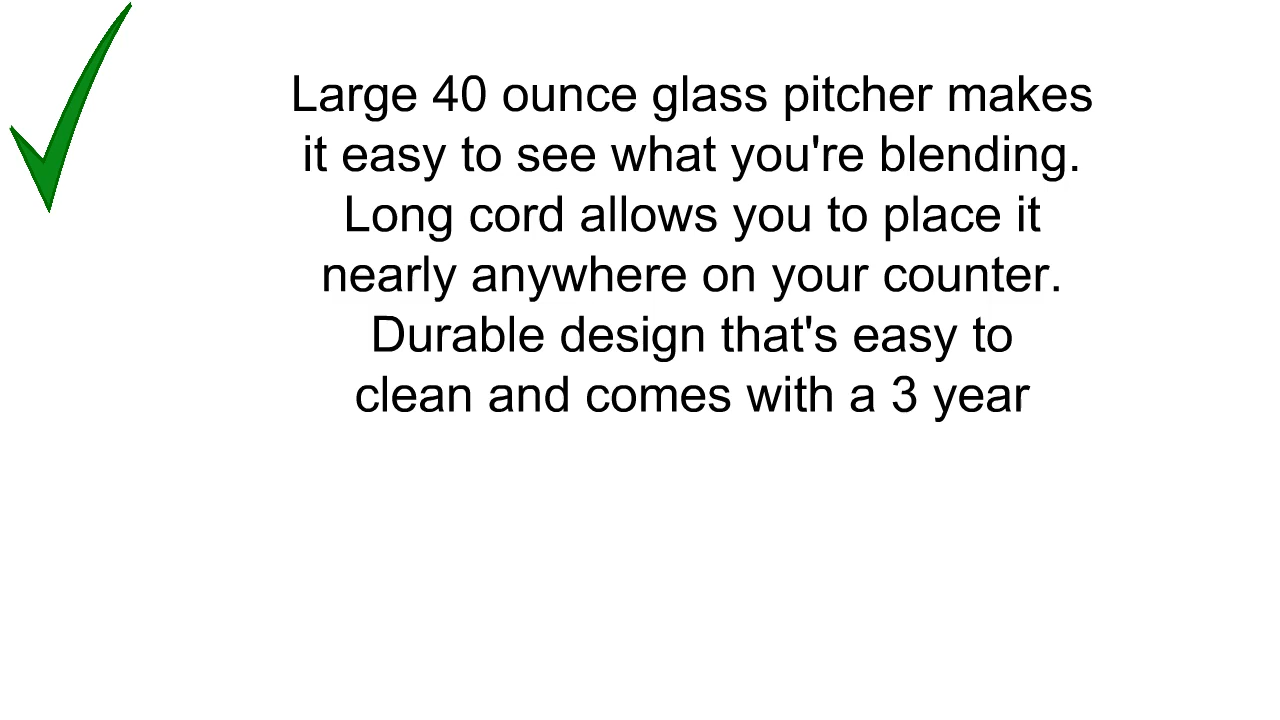 Large 40 ounce glass pitcher makes
it easy to see what you're blending.
Long cord allows you to place it
nearly anywhere on your counter.
Durable design that's easy to
clean and comes with a 3 year